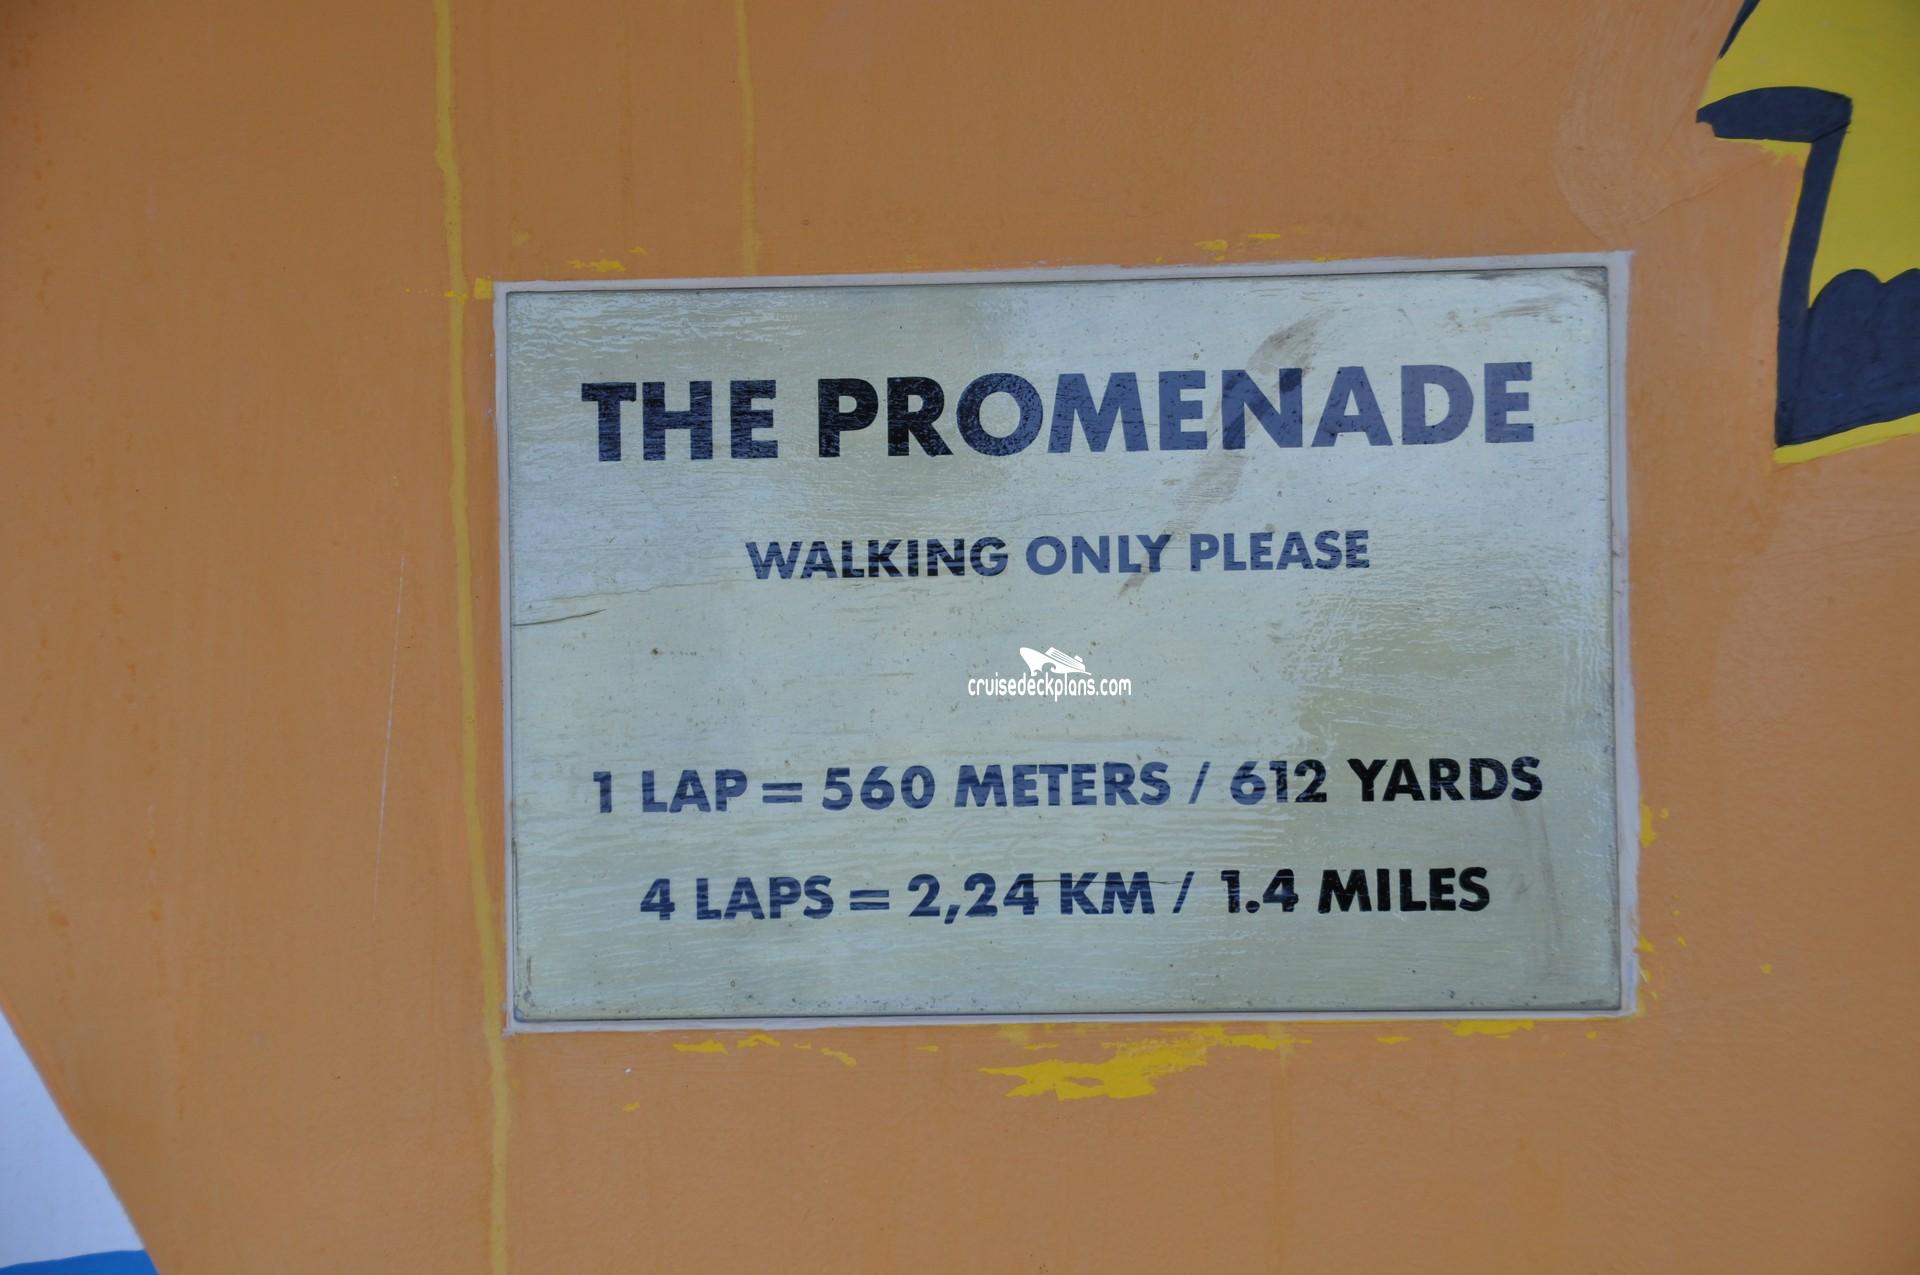 THE PROMENADE
WALKING ONLY PLEASE
cruisedeckplans.com
1 LAP = 560 METERS / 612 YARDS
4 LAPS = 2,24 KM / 1.4 MILES